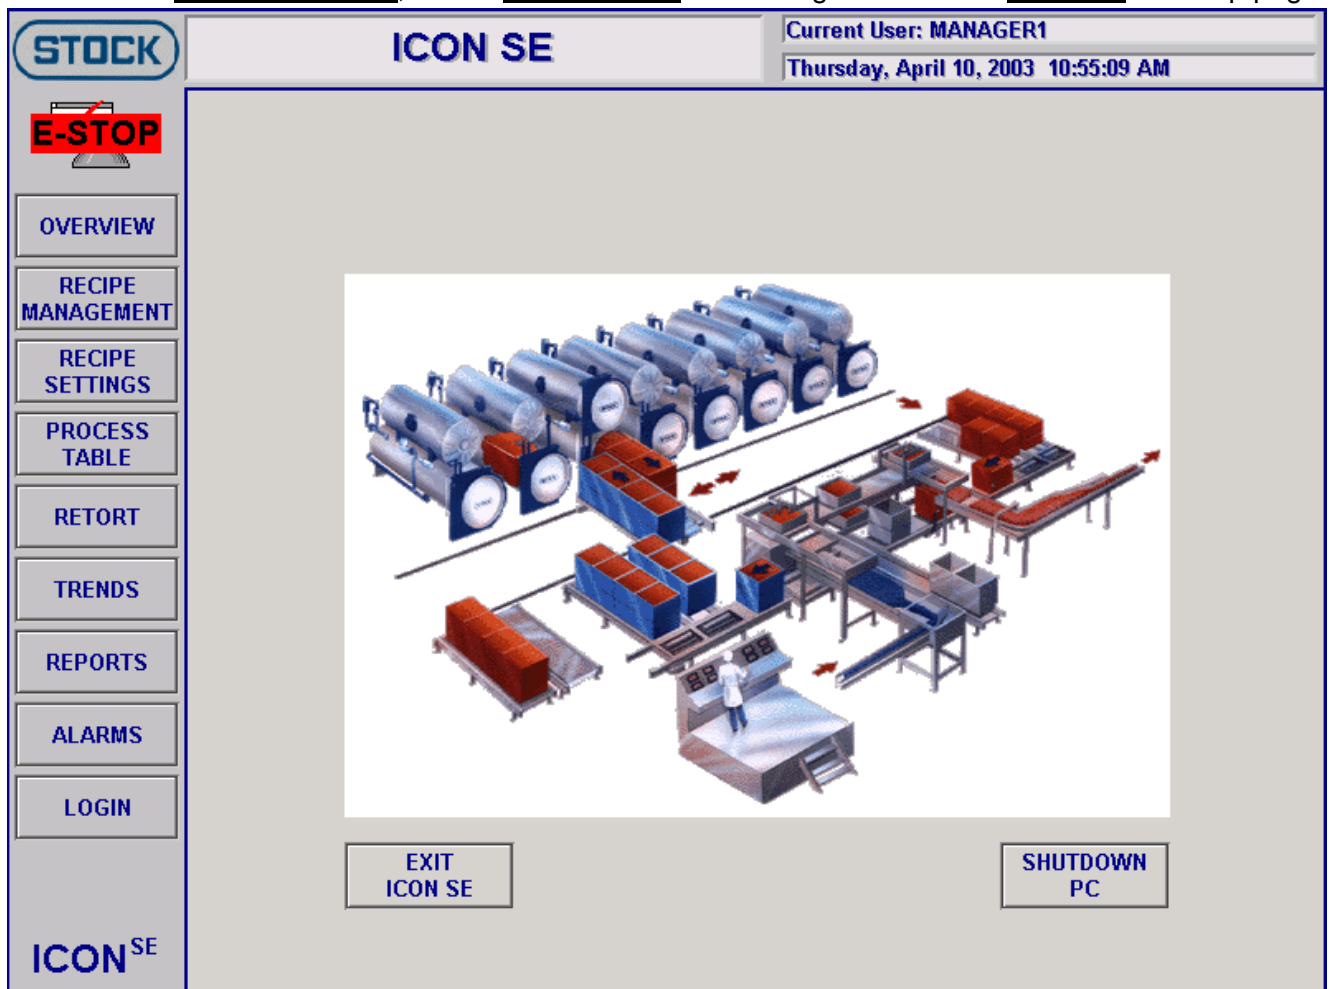 STOCK
ICON SE
Current User: MANAGER1
Thursday, April 10, 2003 10:55:09 AM
E-STOP
OVERVIEW
RECIPE
MANAGEMENT
RECIPE
SETTINGS
PROCESS
TABLE
RETORT
TRENDS
REPORTS
ALARMS
LOGIN
EXIT
ICON SE
SHUTDOWN
PC
ICON SE